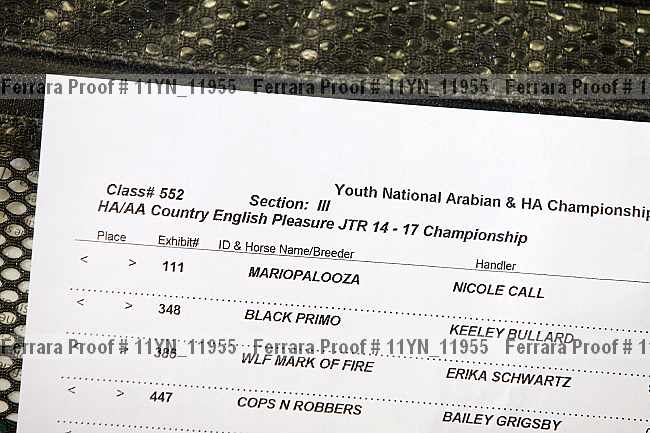 Ferrara Proof # 11YN_11955 Ferrara Proof # 11YN_11955 Ferrara Proof # 1
Youth National Arabian & HA Championship
Class# 552 Section: III
HA/AA Country English Pleasure JTR 14 - 17 Championship
Place Exhibit# ID & Horse Name/Breeder Handler
< > 111 MARIOPALOOZA NICOLE CALL
< > 348 BLACK PRIMO KEELEY BULLARD
Ferrara Proof # 11YN_11955 Ferrara Proof # 11YN_11955 Ferrara Proof # 1
> WLF MARK OF FIRE ERIKA SCHWARTZ
< > 447 COPS N ROBBERS BAILEY GRIGSBY